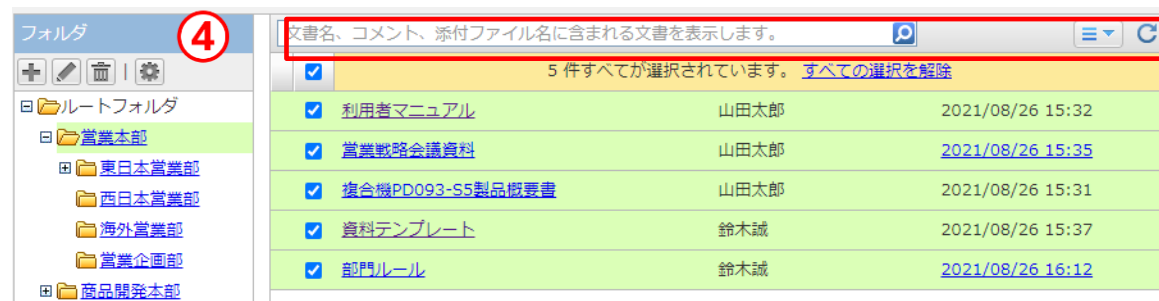 フォルダ
④
文書名、コメント、添付ファイル名に含まれる文書を表示します。
5 件すべてが選択されています。 すべての選択を解除
ルートフォルダ
営業本部
東日本営業部
西日本営業部
海外営業部
営業企画部
商品開発本部
利用者マニュアル 山田太郎 2021/08/26 15:32
営業戦略会議資料 山田太郎 2021/08/26 15:35
複合機PD093-S5製品概要書 山田太郎 2021/08/26 15:31
資料テンプレート 鈴木誠 2021/08/26 15:37
部門ルール 鈴木誠 2021/08/26 16:12